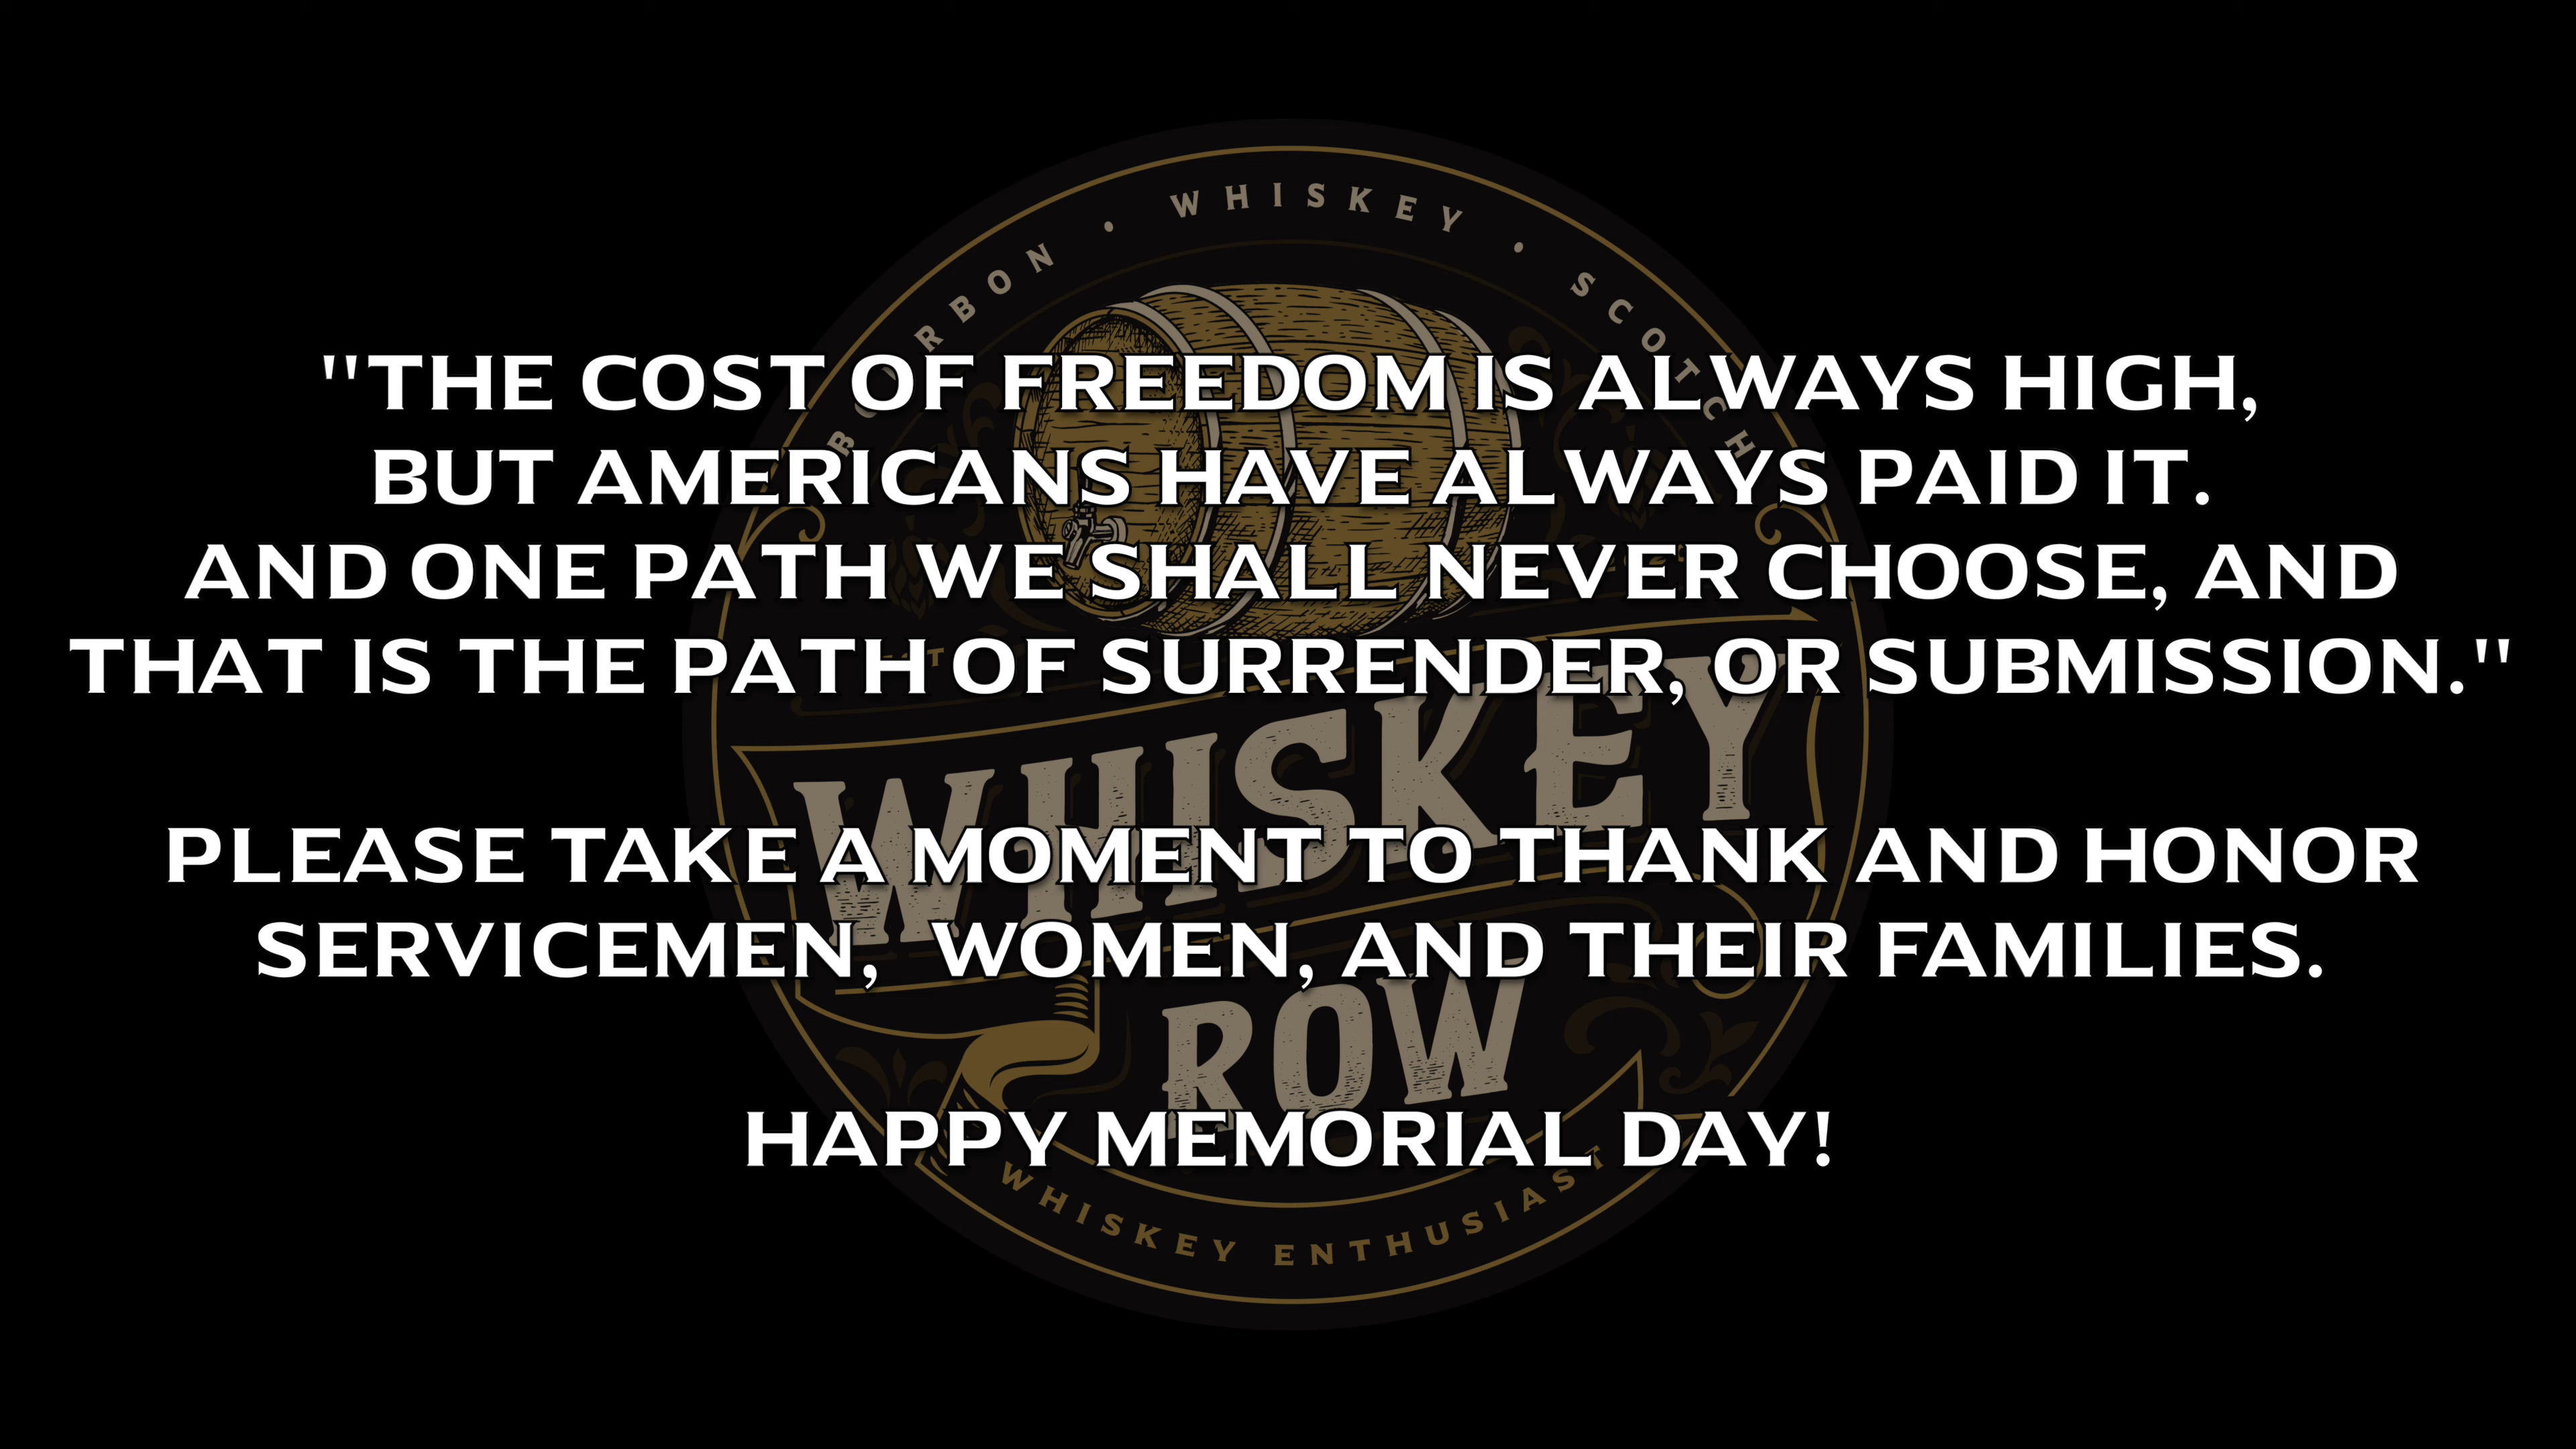 BOURBON • WHISKEY • SCOTCH
"THE COST OF FREEDOM IS ALWAYS HIGH,
BUT AMERICANS HAVE ALWAYS PAID IT.
AND ONE PATH WE SHALL NEVER CHOOSE, AND
THAT IS THE PATH OF SURRENDER, OR SUBMISSION."
WHISKEY
PLEASE TAKE A MOMENT TO THANK AND HONOR
SERVICEMEN, WOMEN, AND THEIR FAMILIES.
ROW
HAPPY MEMORIAL DAY!
WHISKEY ENTHUSIAST